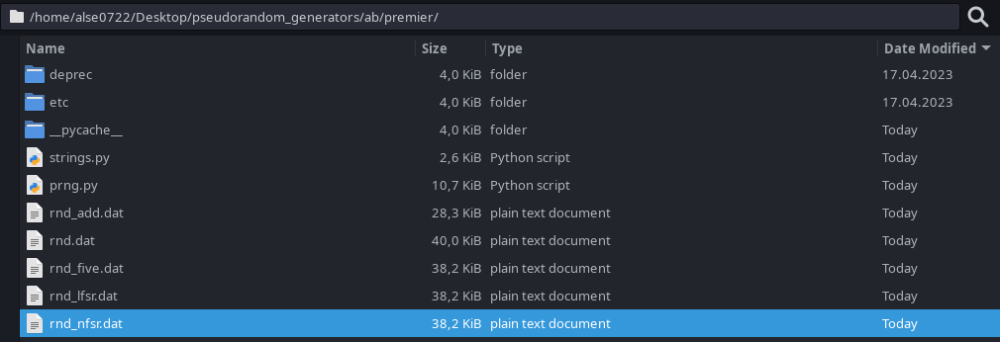 /home/alse0722/Desktop/pseudorandom_generators/ab/premier/
Name Size Type Date Modified
deprec 4,0 KiB folder 17.04.2023
etc 4,0 KiB folder 17.04.2023
__pycache__ 4,0 KiB folder Today
strings.py 2,6 KiB Python script Today
prng.py 10,7 KiB Python script Today
rnd_add.dat 28,3 KiB plain text document Today
rnd.dat 40,0 KiB plain text document Today
rnd_five.dat 38,2 KiB plain text document Today
rnd_lfsr.dat 38,2 KiB plain text document Today
rnd_nfsr.dat 38,2 KiB plain text document Today